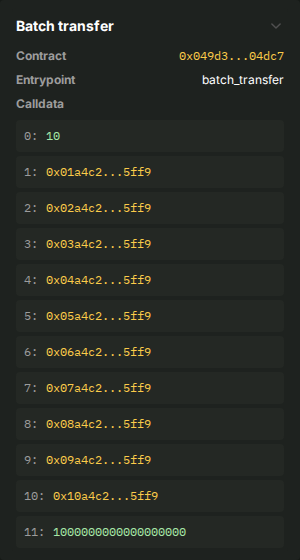 Batch transfer
Contract 0x049d3...04dc7
Entrypoint batch_transfer
Calldata
0: 10
1: 0x01a4c2...5ff9
2: 0x02a4c2...5ff9
3: 0x03a4c2...5ff9
4: 0x04a4c2...5ff9
5: 0x05a4c2...5ff9
6: 0x06a4c2...5ff9
7: 0x07a4c2...5ff9
8: 0x08a4c2...5ff9
9: 0x09a4c2...5ff9
10: 0x10a4c2...5ff9
11: 1000000000000000000